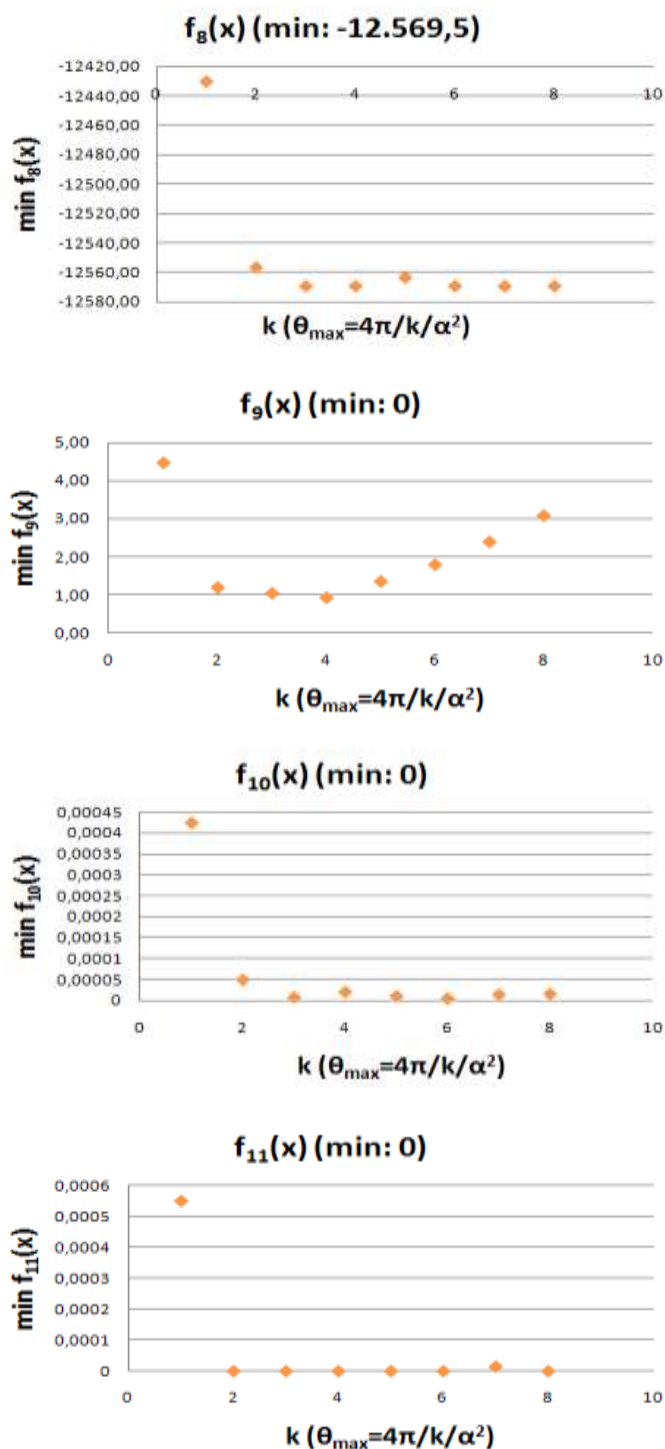 f₈(x) (min: -12.569,5)
-12420,00
-12440,00
-12460,00
-12480,00
-12500,00
-12520,00
-12540,00
-12560,00
-12580,00
0 2 4 6 8 10
min f₈(x)
k (θmax=4π/k/α²)
f₉(x) (min: 0)
5,00
4,00
3,00
2,00
1,00
0,00
0 2 4 6 8 10
min f₉(x)
k (θmax=4π/k/α²)
f₁₀(x) (min: 0)
0,00045
0,0004
0,00035
0,0003
0,00025
0,0002
0,00015
0,0001
0,00005
0
0 2 4 6 8 10
min f₁₀(x)
k (θmax=4π/k/α²)
f₁₁(x) (min: 0)
0,0006
0,0005
0,0004
0,0003
0,0002
0,0001
0
0 2 4 6 8 10
min f₁₁(x)
k (θmax=4π/k/α²)